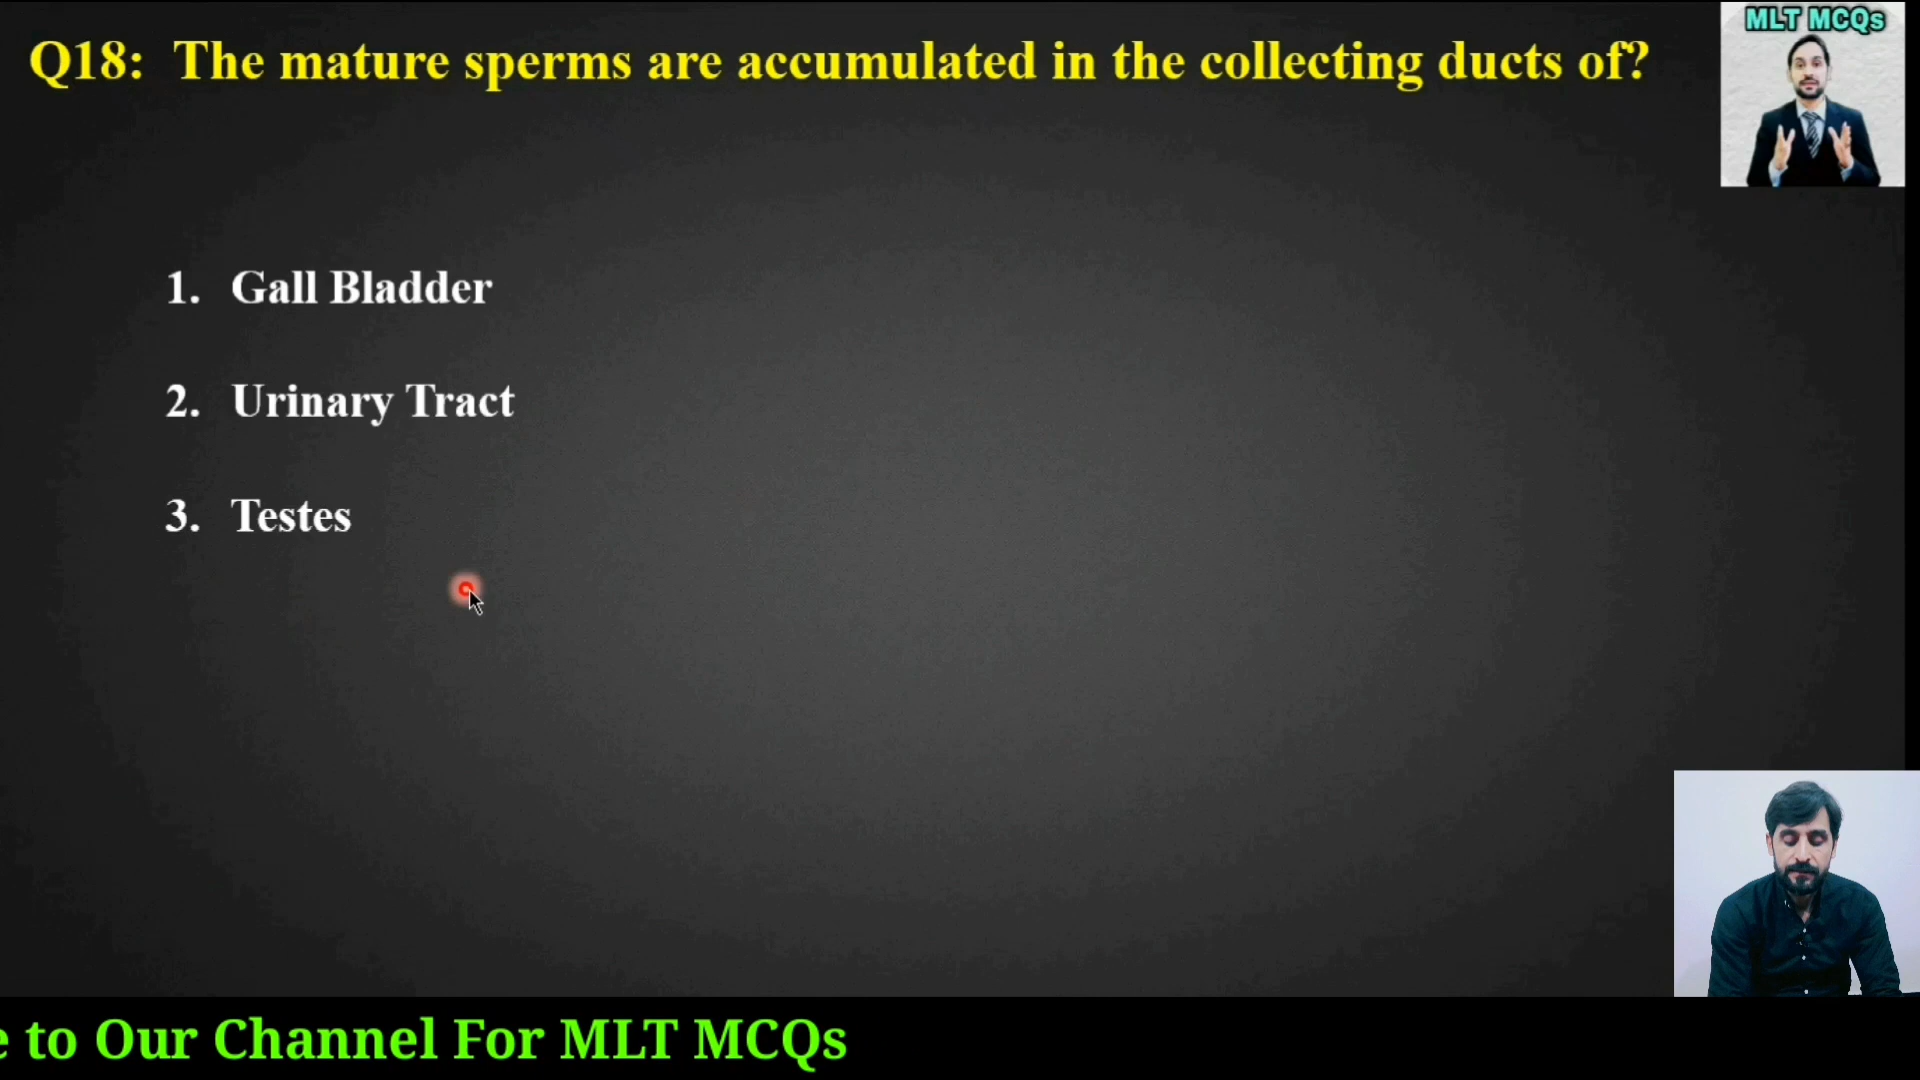 MLT MCQs
Q18: The mature sperms are accumulated in the collecting ducts of?
1. Gall Bladder
2. Urinary Tract
3. Testes
e to Our Channel For MLT MCQs